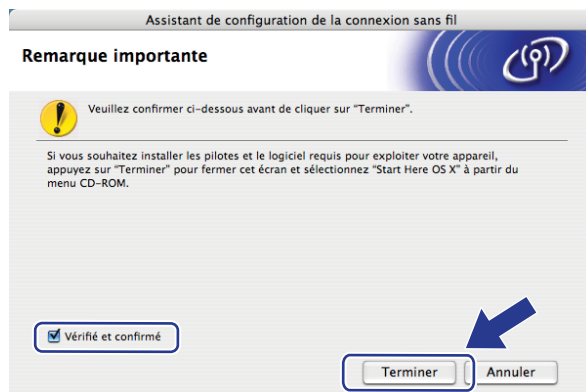 Assistant de configuration de la connexion sans fil
Remarque importante
Veuillez confirmer ci-dessous avant de cliquer sur "Terminer".
Si vous souhaitez installer les pilotes et le logiciel requis pour exploiter votre appareil,
appuyez sur "Terminer" pour fermer cet écran et sélectionnez "Start Here OS X" à partir du
menu CD-ROM.
Vérifié et confirmé
Terminer
Annuler